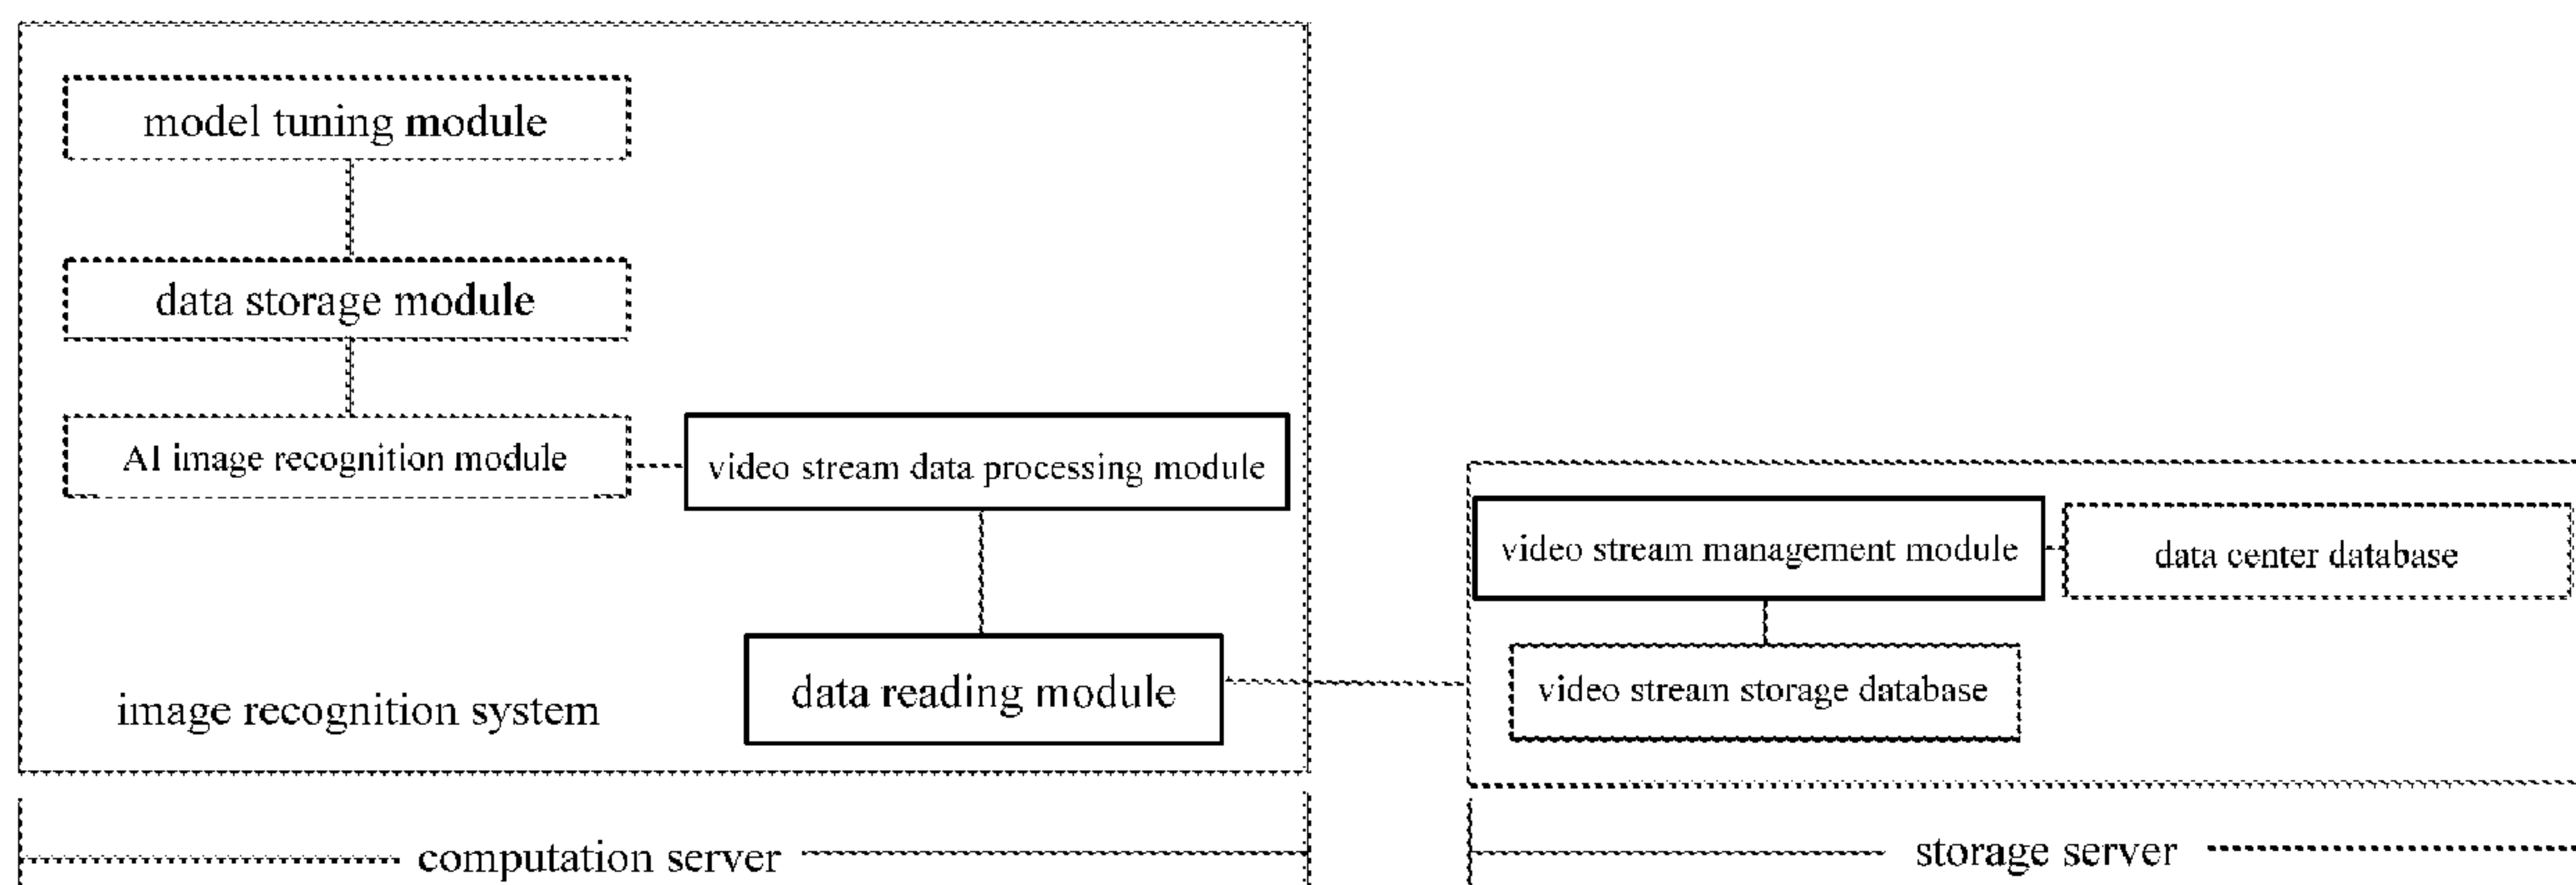 model tuning module
data storage module
AI image recognition module
video stream data processing module
video stream management module
data center database
data reading module
video stream storage database
image recognition system
computation server
storage server